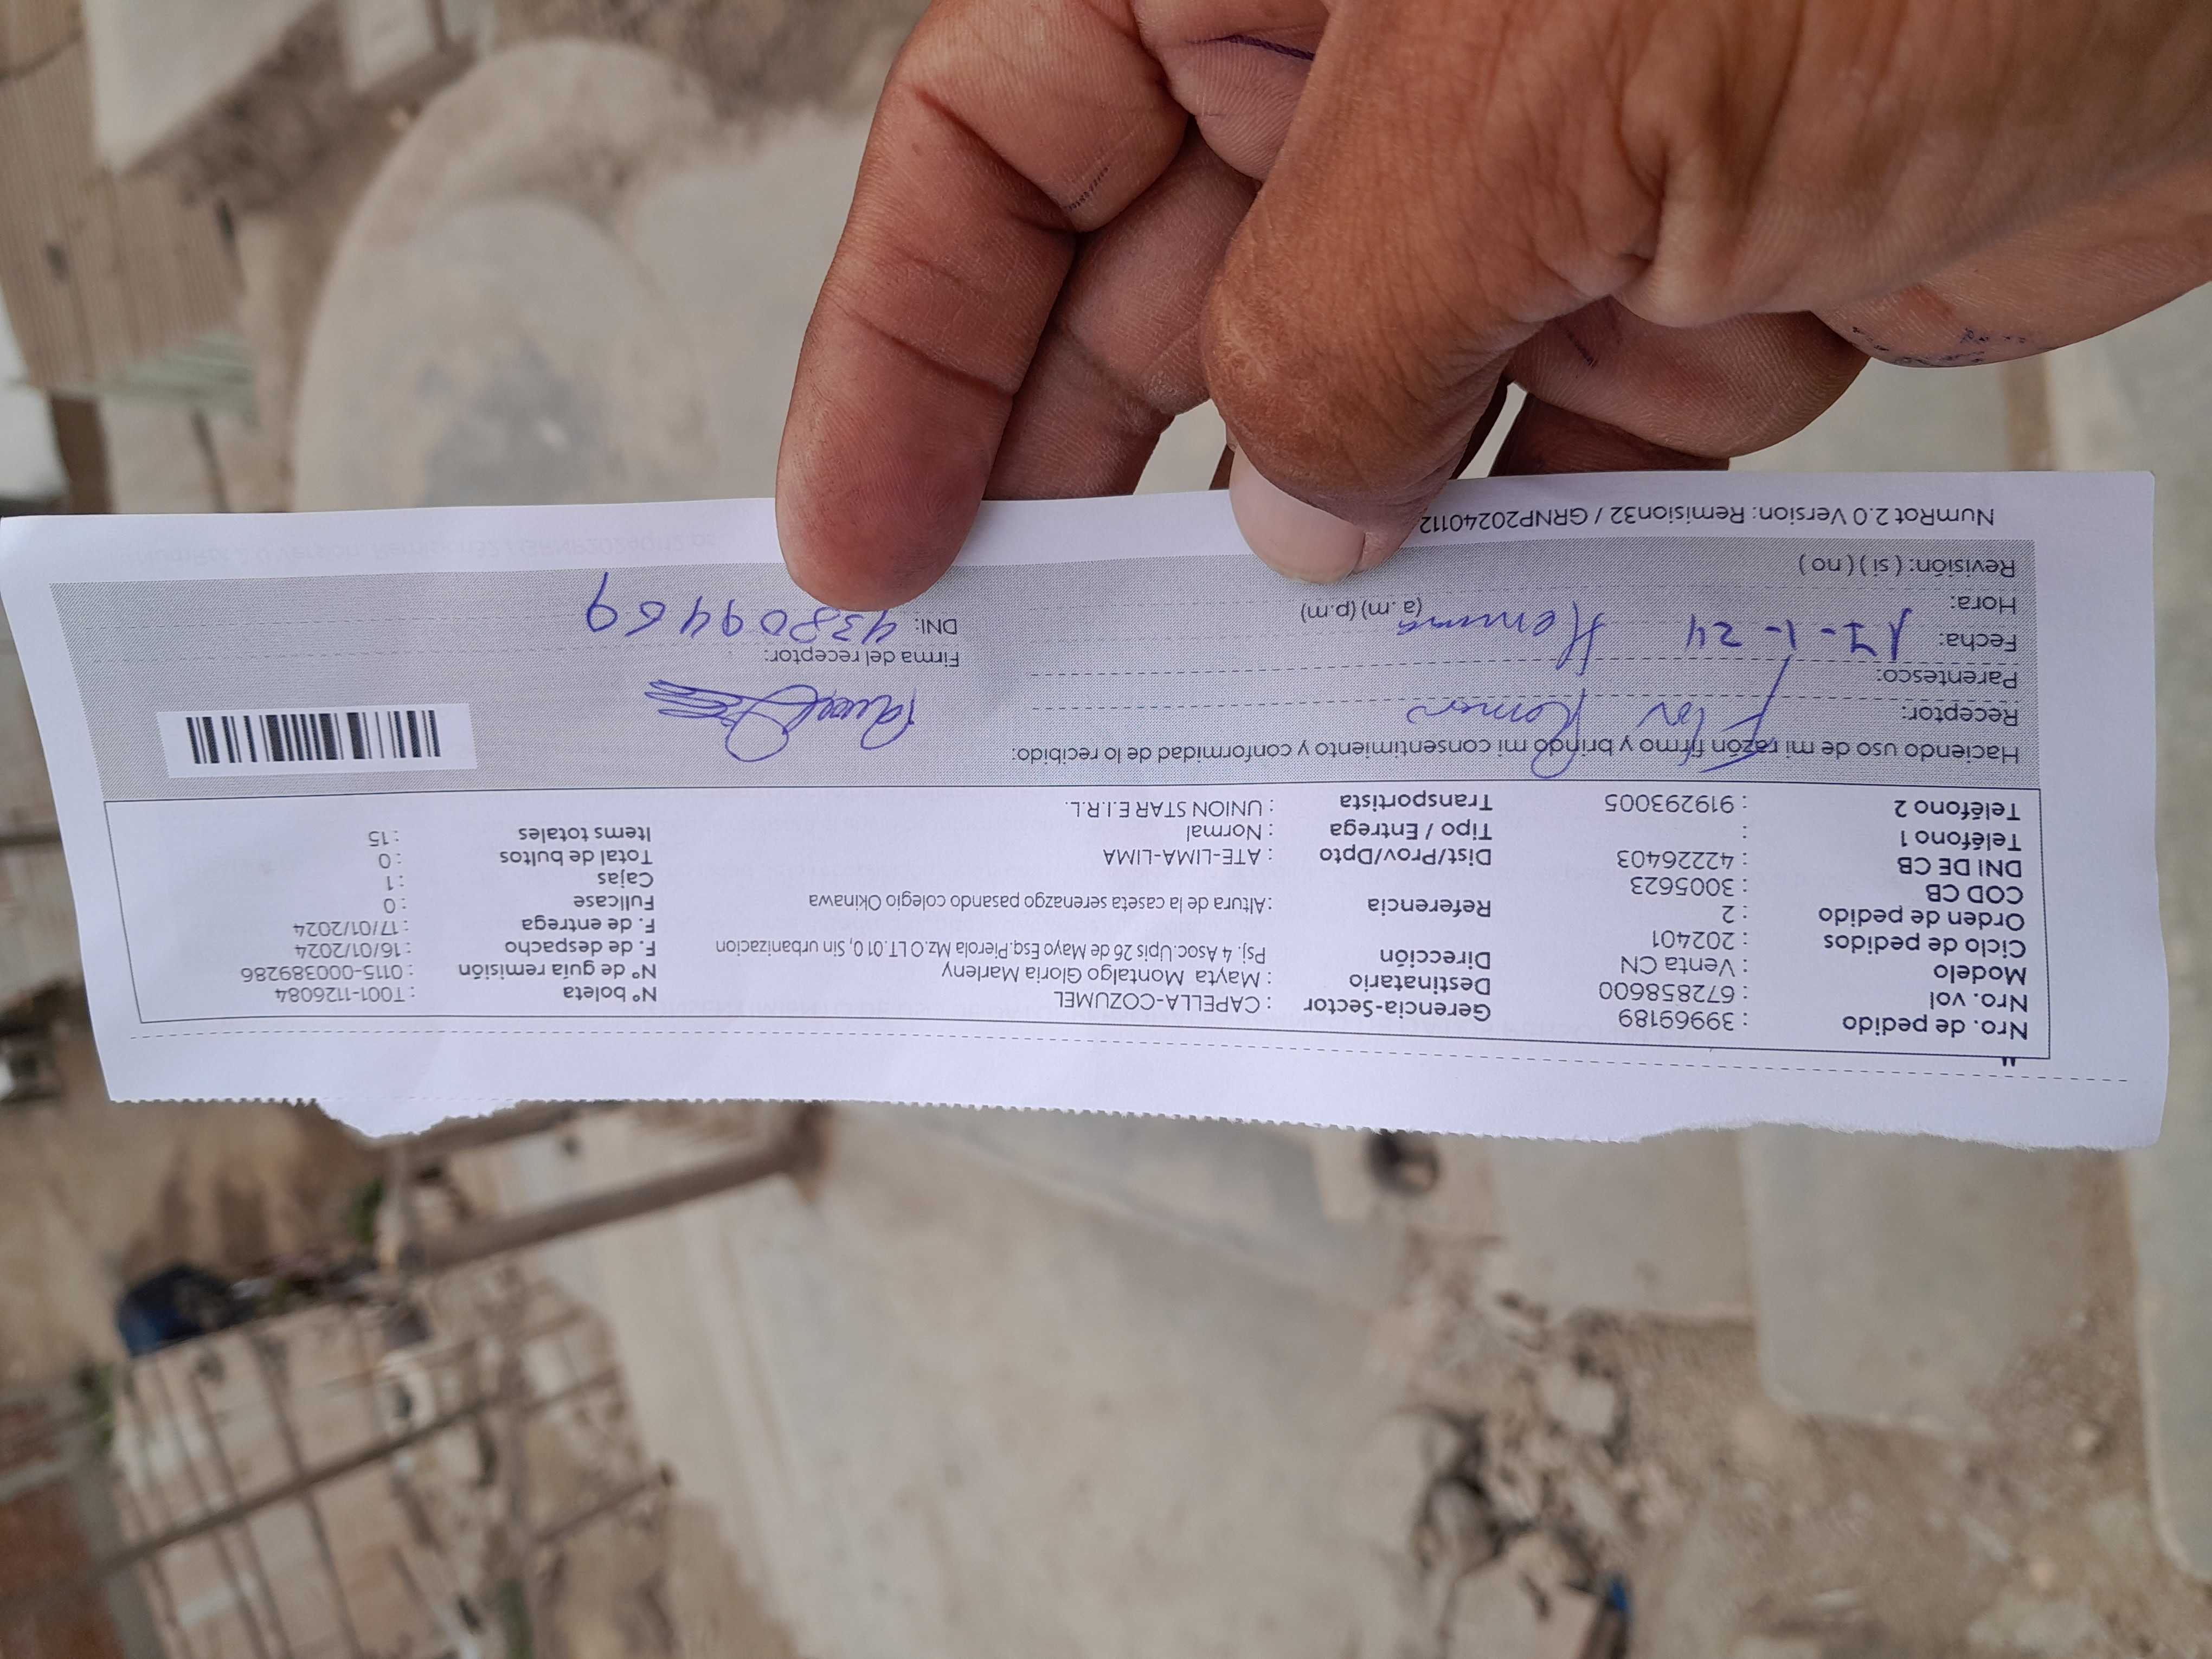 Nro. de pedido : 39969189 Gerencia-Sector : CAPELLA-COZUMEL N° boleta : T001-1126084
Nro. vol : 672858600 Destinatario : Mayta Montalgo Gloria Marleny N° de guía remisión : 0115-000389286
Modelo : Venta CN Dirección Psj. 4 Asoc.Upis 26 de Mayo Esq.Pierola Mz.O LT.01 0, Sin urbanizacion F. de despacho : 16/01/2024
Ciclo de pedidos : 202401 F. de entrega : 17/01/2024
Orden de pedido : 2 Referencia :Altura de la caseta serenazgo pasando colegio Okinawa Fullcase : 0
COD CB : 3005623 Cajas : 1
DNI DE CB : 42226403 Dist/Prov/Dpto : ATE-LIMA-LIMA Total de bultos : 0
Teléfono 1 : Tipo / Entrega : Normal Items totales : 15
Teléfono 2 : 919293005 Transportista : UNION STAR E.I.R.L.
Haciendo uso de mi razón firmo y brindo mi consentimiento y conformidad de lo recibido:
Receptor: Flor
Parentesco:
Firma del receptor:
Fecha: 17-1-24
DNI: 43809469
Hora: (a.m) (p.m)
Revisión: ( si ) ( no )
NumRot 2.0 Version: Remision32 / GRNP20240112